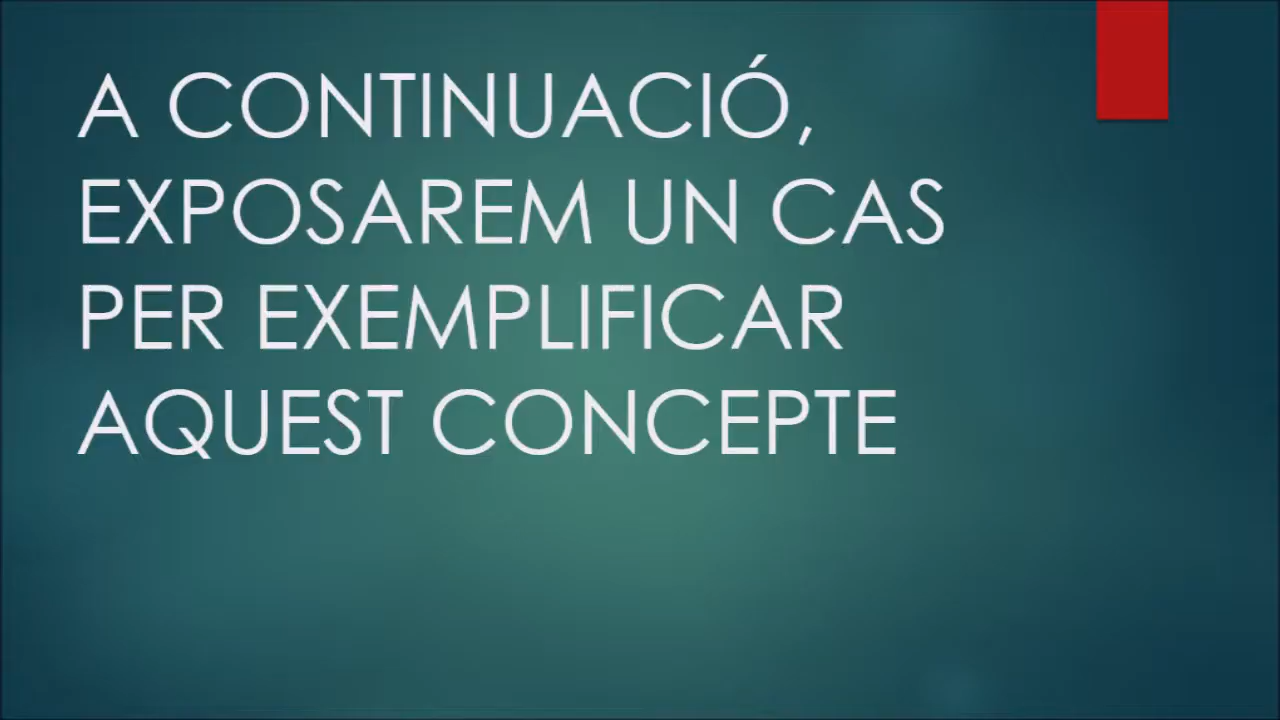 A CONTINUACIÓ,
EXPOSAREM UN CAS
PER EXEMPLIFICAR
AQUEST CONCEPTE